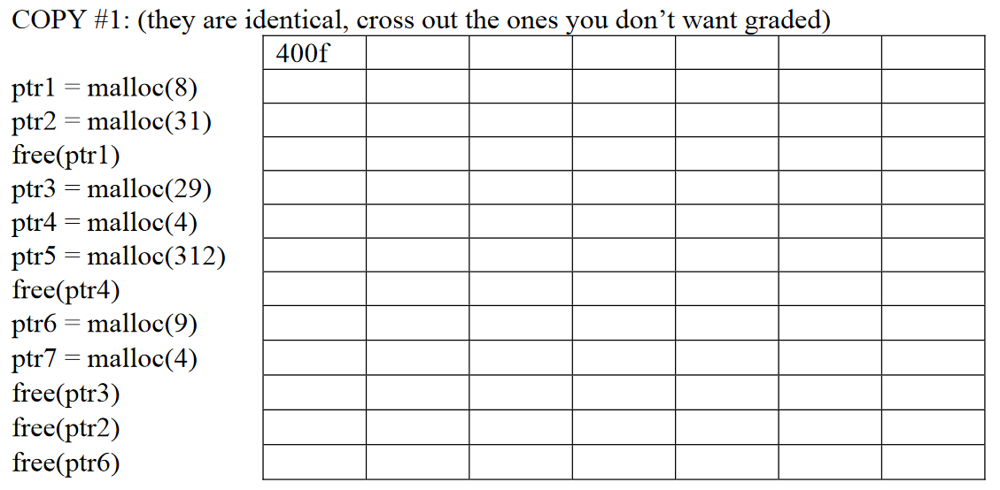 COPY #1: (they are identical, cross out the ones you don’t want graded)
400f
ptr1 = malloc(8)
ptr2 = malloc(31)
free(ptr1)
ptr3 = malloc(29)
ptr4 = malloc(4)
ptr5 = malloc(312)
free(ptr4)
ptr6 = malloc(9)
ptr7 = malloc(4)
free(ptr3)
free(ptr2)
free(ptr6)